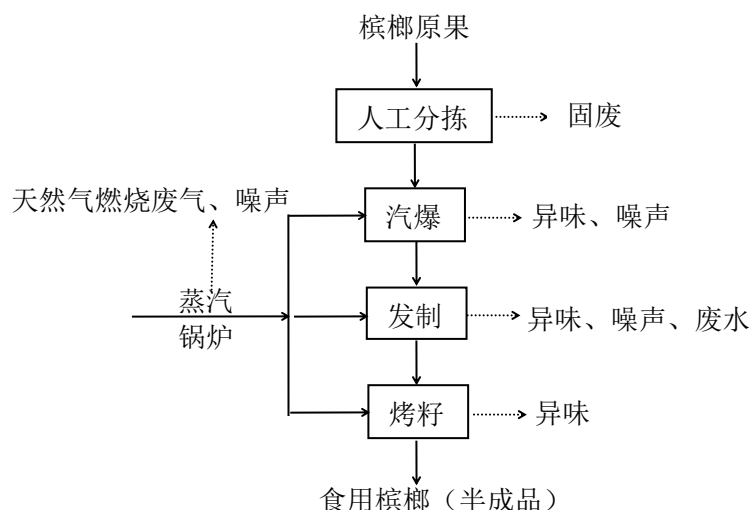 槟榔原果
人工分拣
固废
天然气燃烧废气、噪声
汽爆
异味、噪声
蒸汽
锅炉
发制
异味、噪声、废水
烤籽
异味
食用槟榔（半成品）